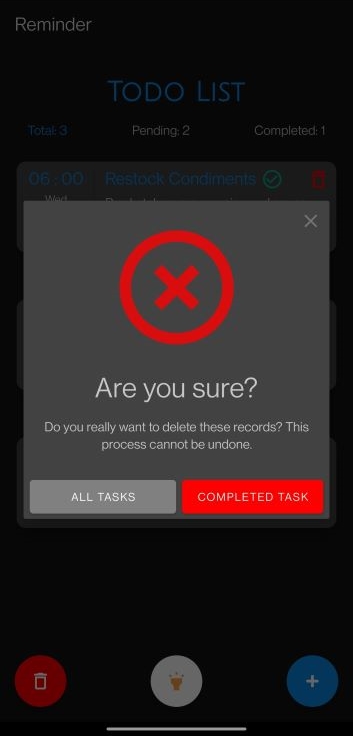 Reminder
TODO LIST
Total: 3 Pending: 2 Completed: 1
06 : 00 Restock Condiments
Wed
Are you sure?
Do you really want to delete these records? This
process cannot be undone.
ALL TASKS COMPLETED TASK